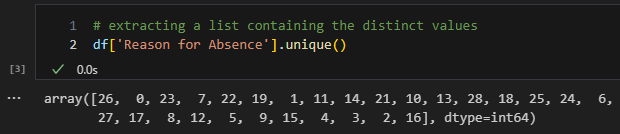 1 # extracting a list containing the distinct values
2 df['Reason for Absence'].unique()
[3] ✓ 0.0s
... array([26, 0, 23, 7, 22, 19, 1, 11, 14, 21, 10, 13, 28, 18, 25, 24, 6,
27, 17, 8, 12, 5, 9, 15, 4, 3, 2, 16], dtype=int64)